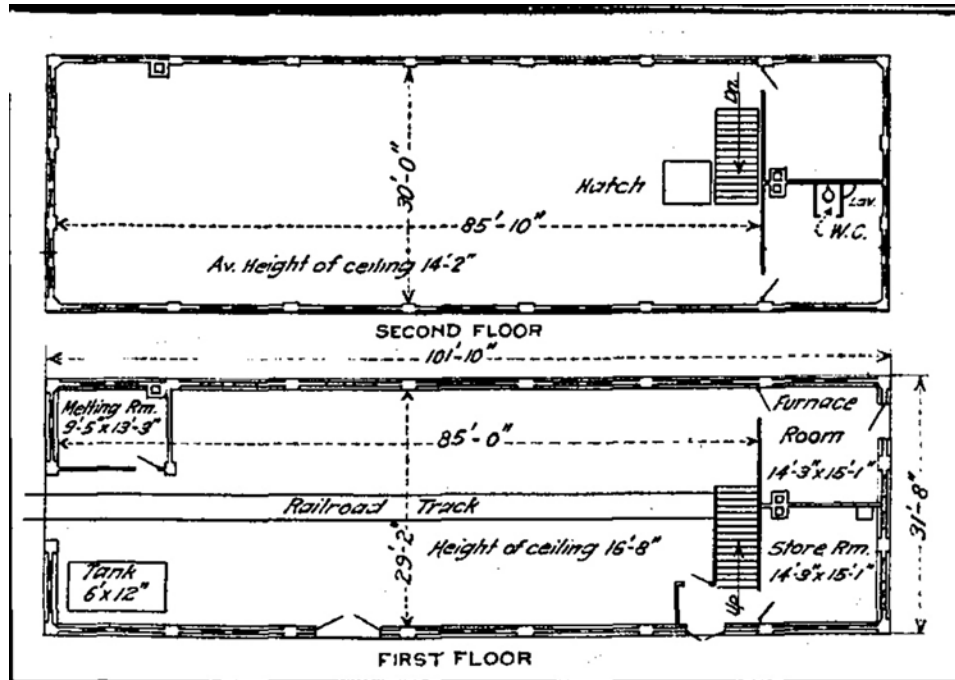 Dn.
30'-0"
Hatch
Lav.
W.C.
85'-10"
Av. Height of ceiling 14'-2"
SECOND FLOOR
101'-10"
Melting Rm.
9'-5" x 13'-3"
Furnace
Room
14'-3" x 15'-1"
85'-0"
Railroad Track
29'-2"
Height of ceiling 16'-8"
31'-8"
Tank
6' x 12"
Store Rm.
14'-3" x 15'-1"
Up
FIRST FLOOR